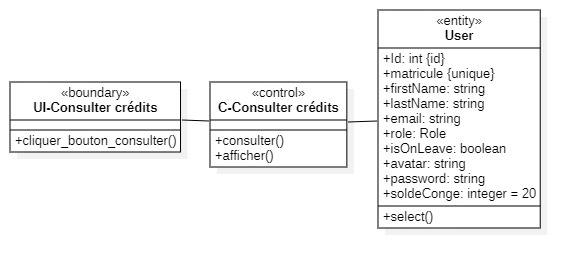 «boundary»
UI-Consulter crédits
+cliquer_bouton_consulter()
«control»
C-Consulter crédits
+consulter()
+afficher()
«entity»
User
+Id: int {id}
+matricule {unique}
+firstName: string
+lastName: string
+email: string
+role: Role
+isOnLeave: boolean
+avatar: string
+password: string
+soldeConge: integer = 20
+select()